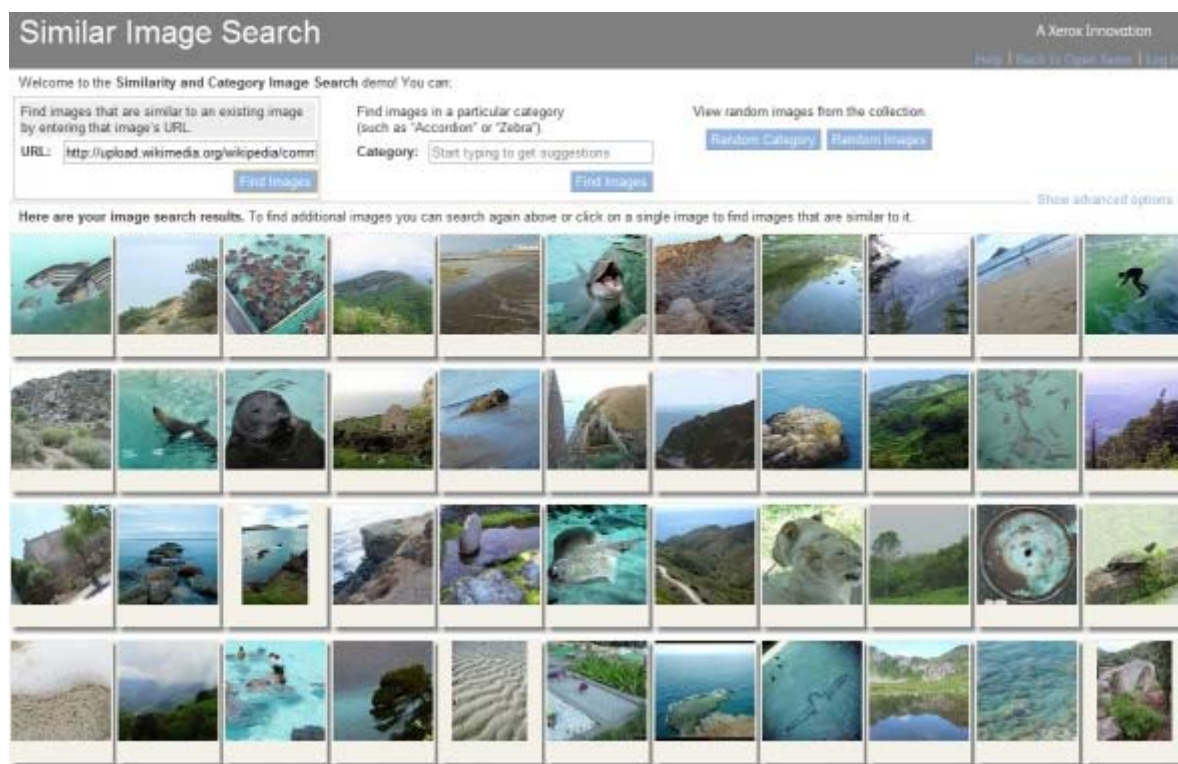 Similar Image Search
A Xerox Innovation
Help | Back to Open Xerox | Log In
Welcome to the Similarity and Category Image Search demo! You can:
Find images that are similar to an existing image
by entering that image's URL.
URL: http://upload.wikimedia.org/wikipedia/comm
Find Images
Find images in a particular category
(such as "Accordion" or "Zebra").
Category: Start typing to get suggestions
Find Images
View random images from the collection.
Random Category Random Images
Show advanced options
Here are your image search results. To find additional images you can search again above or click on a single image to find images that are similar to it.